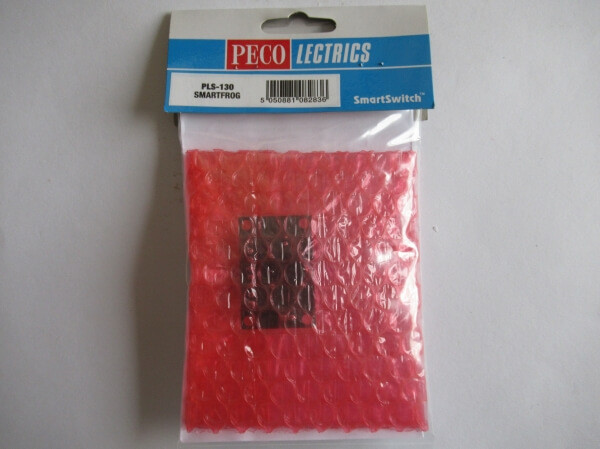 PECO LECTRICS
PLS-130
SMARTFROG
5 050881 082836
SmartSwitch™